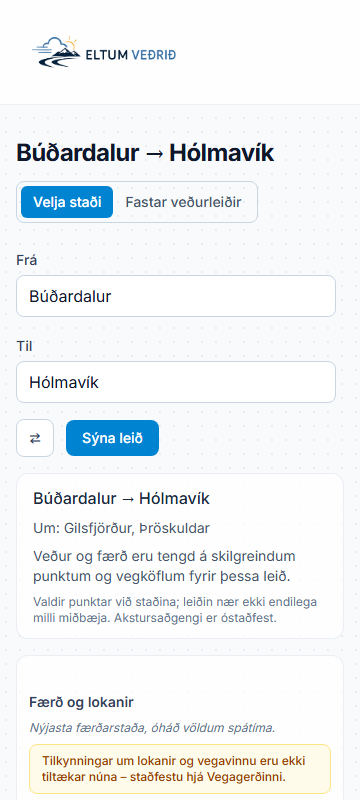 ELTUM VEÐRIÐ
Búðardalur → Hólmavík
Velja staði
Fastar veðurleiðir
Frá
Búðardalur
Til
Hólmavík
⇄
Sýna leið
Búðardalur → Hólmavík
Um: Gilsfjörður, Þröskuldar
Veður og færð eru tengd á skilgreindum
punktum og vegköflum fyrir þessa leið.
Valdir punktar við staðina; leiðin nær ekki endilega
milli miðbæja. Akstursaðgengi er óstaðfest.
Færð og lokanir
Nýjasta færðarstaða, óháð völdum spátíma.
Tilkynningar um lokanir og vegavinnu eru ekki
tiltækar núna – staðfestu hjá Vegagerðinni.